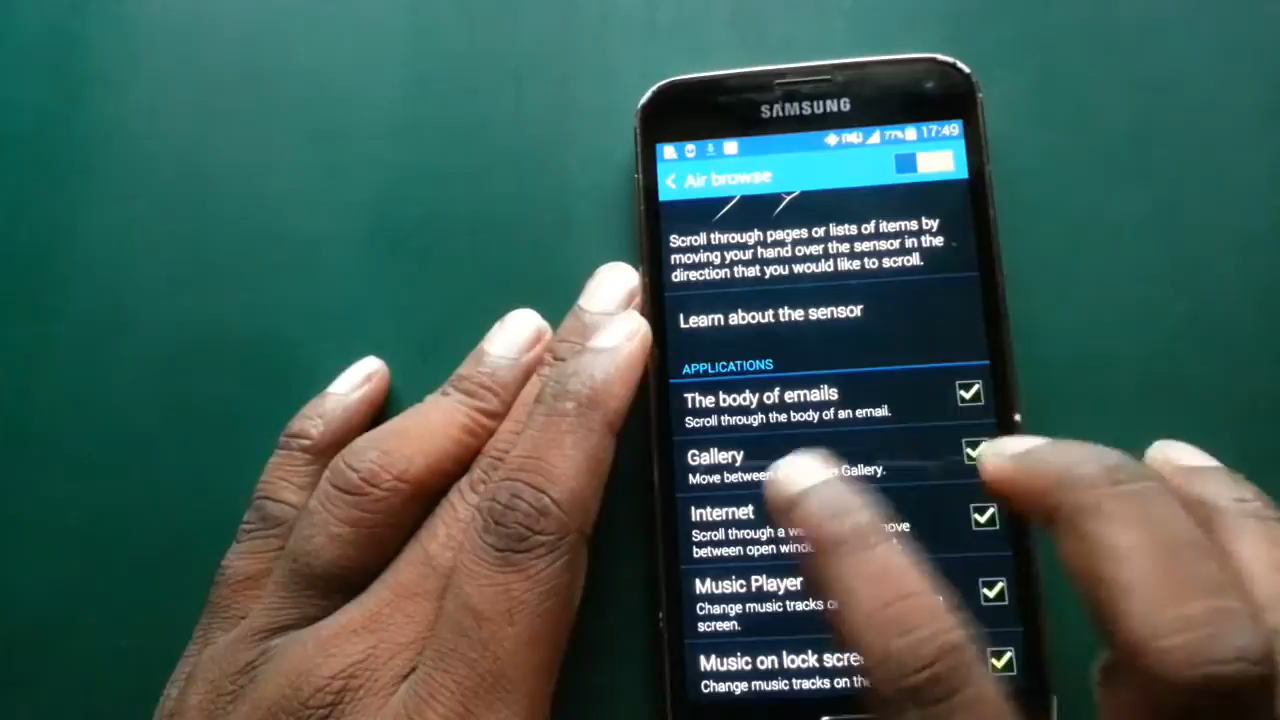 SAMSUNG
77% 17:49
Air browse
Scroll through pages or lists of items by
moving your hand over the sensor in the
direction that you would like to scroll.
Learn about the sensor
APPLICATIONS
The body of emails
Scroll through the body of an email.
Gallery
Move between Gallery.
Internet
Scroll through a
between open
Music Player
Change music tracks
screen.
Music on lock
Change music tracks on the